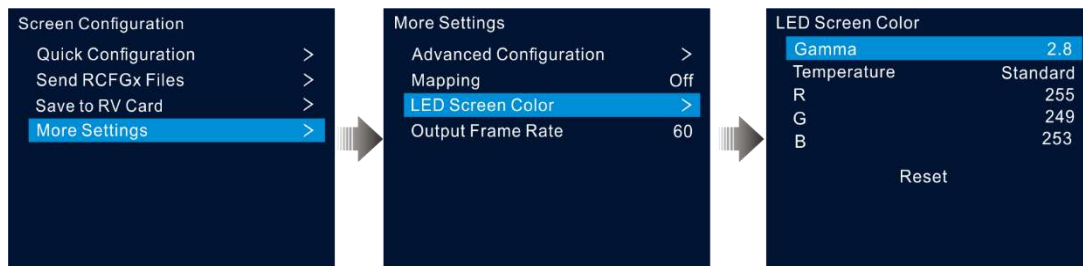 Screen Configuration
Quick Configuration >
Send RCFGx Files >
Save to RV Card >
More Settings >
More Settings
Advanced Configuration >
Mapping Off
LED Screen Color >
Output Frame Rate 60
LED Screen Color
Gamma 2.8
Temperature Standard
R 255
G 249
B 253
Reset